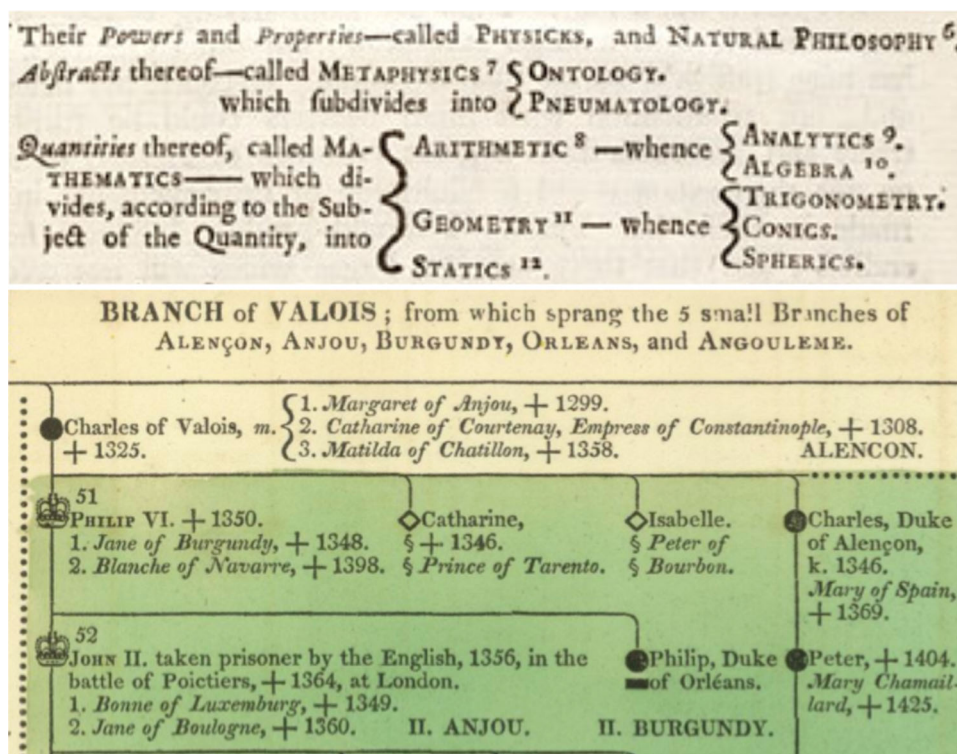 Their Powers and Properties—called PHYSICKS, and NATURAL PHILOSOPHY 6.
Abſtracts thereof—called METAPHYSICS 7 { ONTOLOGY.
which ſubdivides into { PNEUMATOLOGY.
Quantities thereof, called MA-
THEMATICS—— which di-
vides, according to the Sub-
ject of the Quantity, into
ARITHMETIC 8 —whence
ANALYTICS 9.
ALGEBRA 10.
GEOMETRY 11 — whence
TRIGONOMETRY.
CONICS.
SPHERICS.
STATICS 12.
BRANCH of VALOIS ; from which sprang the 5 small Branches of
ALENÇON, ANJOU, BURGUNDY, ORLEANS, and ANGOULEME.
Charles of Valois, m.
+ 1325.
1. Margaret of Anjou, + 1299.
2. Catharine of Courtenay, Empress of Constantinople, + 1308.
3. Matilda of Chatillon, + 1358.
ALENCON.
51
PHILIP VI. + 1350.
1. Jane of Burgundy, + 1348.
2. Blanche of Navarre, + 1398.
Catharine,
§ + 1346.
§ Prince of Tarento.
Isabelle.
§ Peter of
§ Bourbon.
Charles, Duke
of Alençon,
k. 1346.
Mary of Spain,
+ 1369.
52
JOHN II. taken prisoner by the English, 1356, in the
battle of Poictiers, + 1364, at London.
1. Bonne of Luxemburg, + 1349.
2. Jane of Boulogne, + 1360.
II. ANJOU.
II. BURGUNDY.
Philip, Duke
of Orléans.
Peter, + 1404.
Mary Chamail-
lard, + 1425.